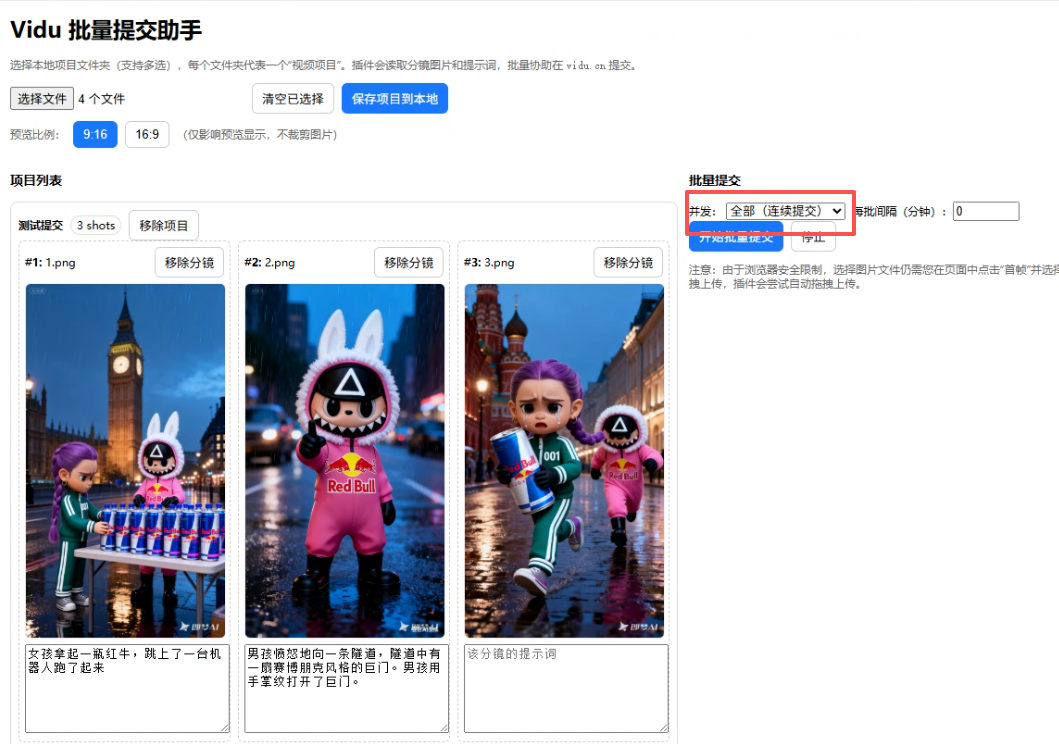 Vidu 批量提交助手
选择本地项目文件夹（支持多选），每个文件夹代表一个“视频项目”。插件会读取分镜图片和提示词，批量协助在 vidu.cn 提交。
选择文件 4 个文件 清空已选择 保存项目到本地
预览比例： 9:16 16:9 (仅影响预览显示，不裁剪图片)
项目列表
测试提交 3 shots 移除项目
#1: 1.png 移除分镜
#2: 2.png 移除分镜
#3: 3.png 移除分镜
Red Bull
Red Bull
RedBull
001
Red Bull
女孩拿起一瓶红牛，跳上了一台机
器人跑了起来
男孩愤怒地向一条隧道，隧道中有
一扇赛博朋克风格的巨门。男孩用
手掌纹打开了巨门。
该分镜的提示词
批量提交
并发： 全部（连续提交） 每批间隔（分钟）： 0
开始批量提交 停止
注意：由于浏览器安全限制，选择图片文件仍需您在页面中点击“首帧”并选择
拽上传，插件会尝试自动拖拽上传。